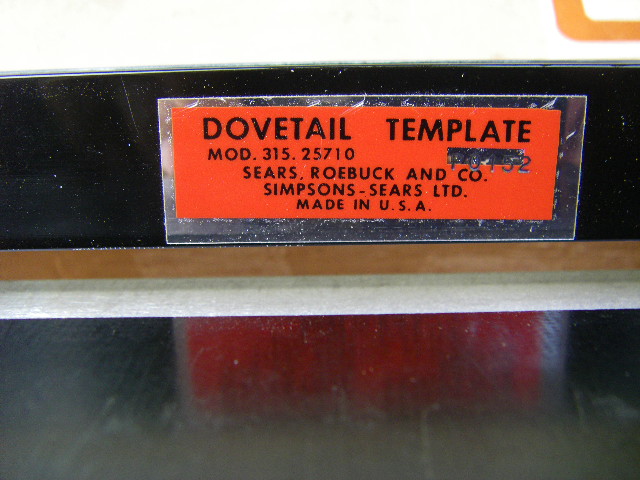 DOVETAIL TEMPLATE
MOD. 315.25710
SEARS, ROEBUCK AND CO.
SIMPSONS-SEARS LTD.
MADE IN U.S.A.